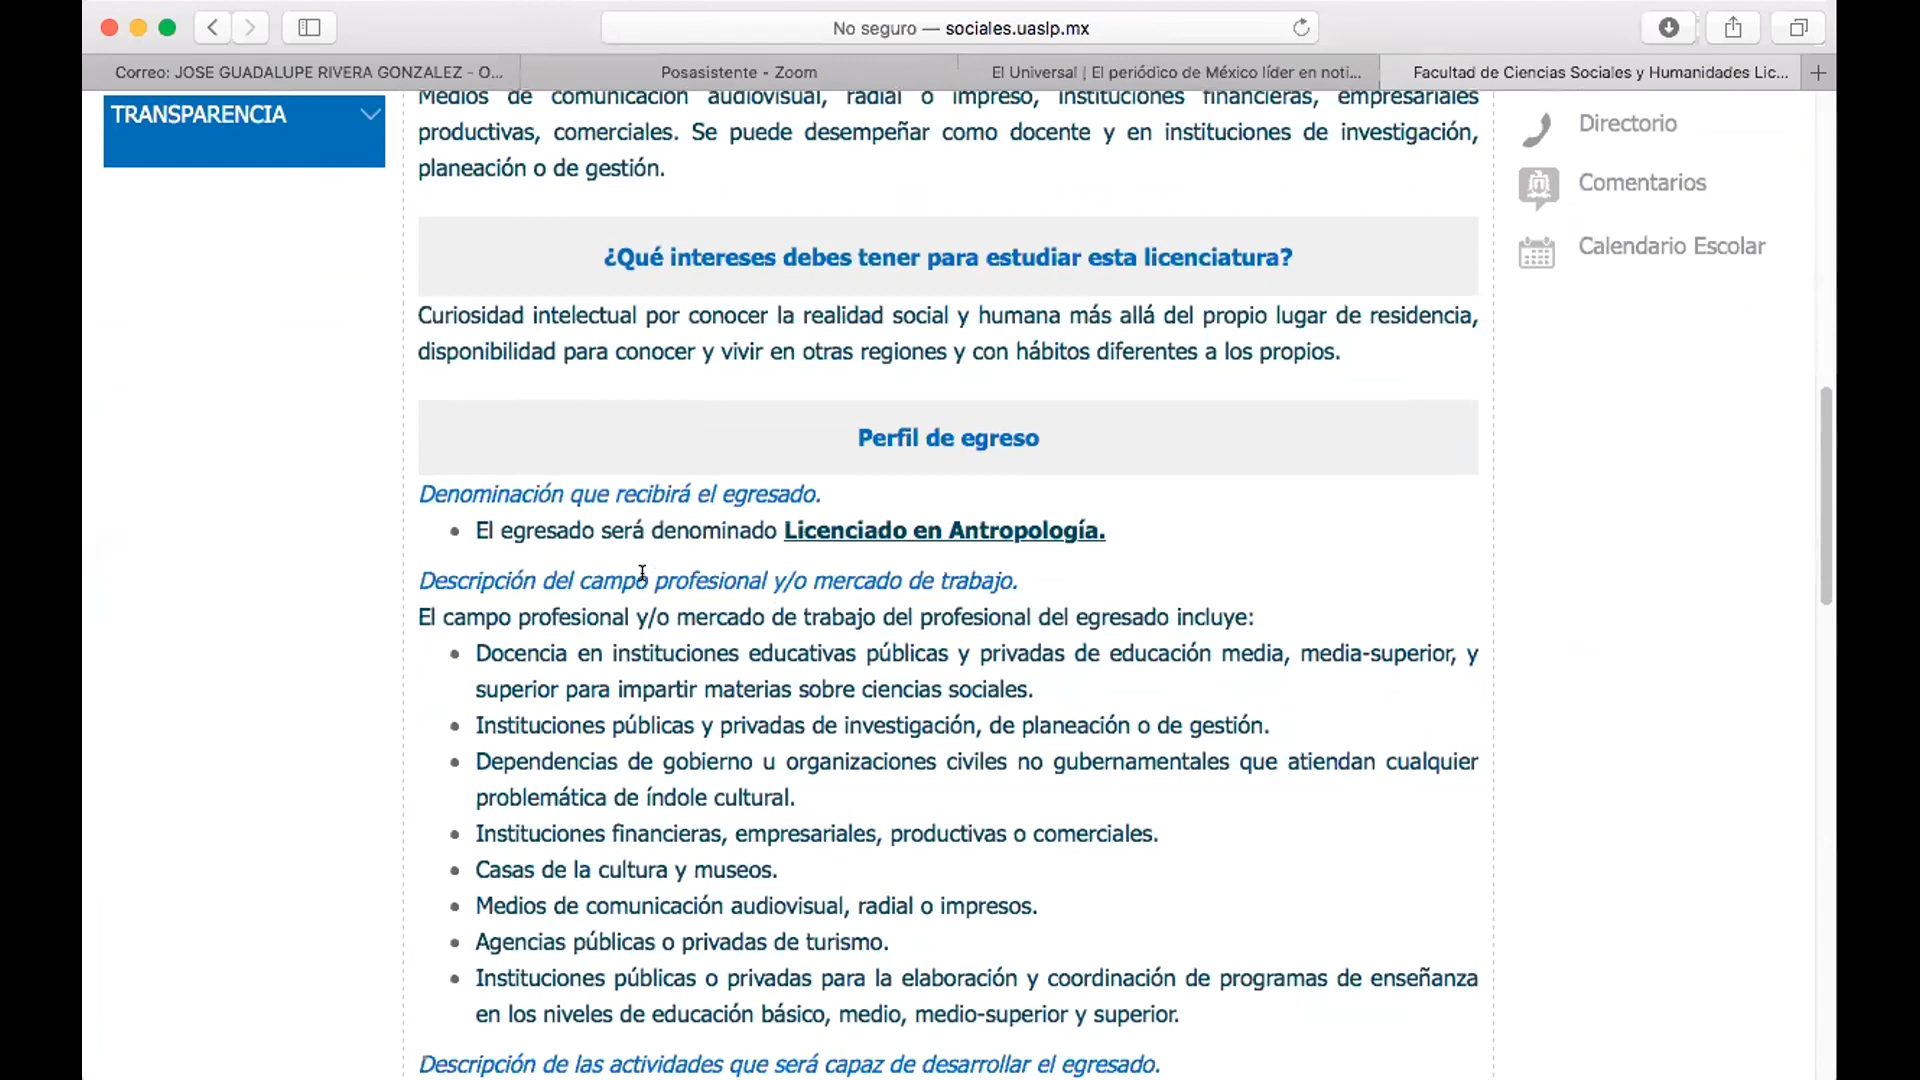 No seguro — sociales.uaslp.mx
Correo: JOSE GUADALUPE RIVERA GONZALEZ - O...
Posasistente - Zoom
El Universal | El periódico de México líder en noti...
Facultad de Ciencias Sociales y Humanidades Lic...
TRANSPARENCIA
Medios de comunicación audiovisual, radial o impreso, instituciones financieras, empresariales
productivas, comerciales. Se puede desempeñar como docente y en instituciones de investigación,
planeación o de gestión.
¿Qué intereses debes tener para estudiar esta licenciatura?
Curiosidad intelectual por conocer la realidad social y humana más allá del propio lugar de residencia,
disponibilidad para conocer y vivir en otras regiones y con hábitos diferentes a los propios.
Perfil de egreso
Denominación que recibirá el egresado.
• El egresado será denominado Licenciado en Antropología.
Descripción del campo profesional y/o mercado de trabajo.
El campo profesional y/o mercado de trabajo del profesional del egresado incluye:
• Docencia en instituciones educativas públicas y privadas de educación media, media-superior, y
superior para impartir materias sobre ciencias sociales.
• Instituciones públicas y privadas de investigación, de planeación o de gestión.
• Dependencias de gobierno u organizaciones civiles no gubernamentales que atiendan cualquier
problemática de índole cultural.
• Instituciones financieras, empresariales, productivas o comerciales.
• Casas de la cultura y museos.
• Medios de comunicación audiovisual, radial o impresos.
• Agencias públicas o privadas de turismo.
• Instituciones públicas o privadas para la elaboración y coordinación de programas de enseñanza
en los niveles de educación básico, medio, medio-superior y superior.
Descripción de las actividades que será capaz de desarrollar el egresado.
Directorio
Comentarios
Calendario Escolar